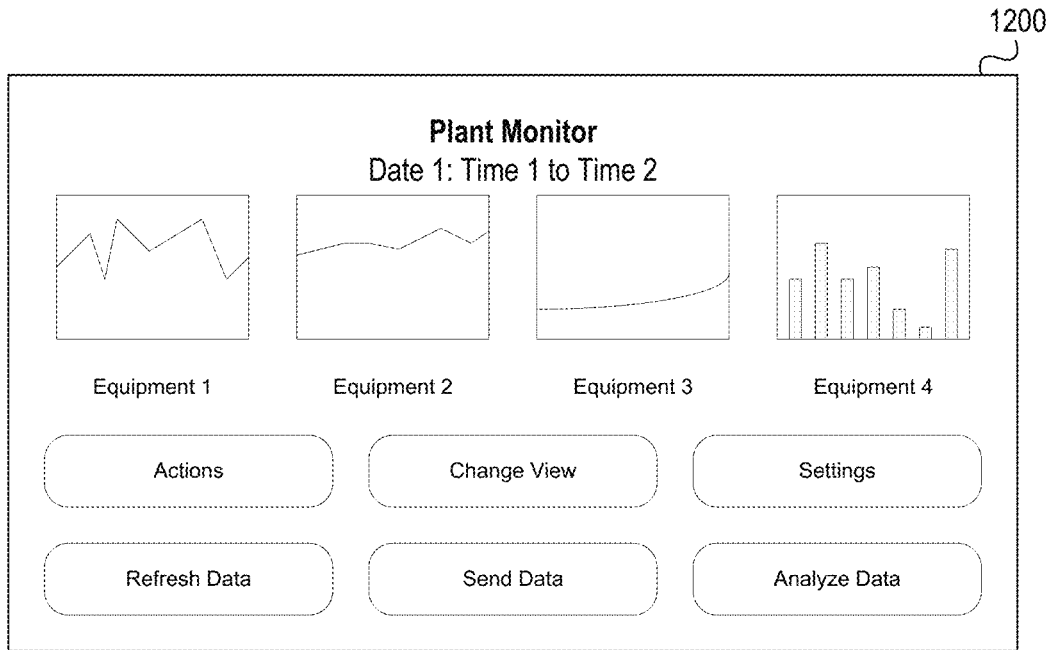 1200
Plant Monitor
Date 1: Time 1 to Time 2
Equipment 1
Equipment 2
Equipment 3
Equipment 4
Actions
Change View
Settings
Refresh Data
Send Data
Analyze Data